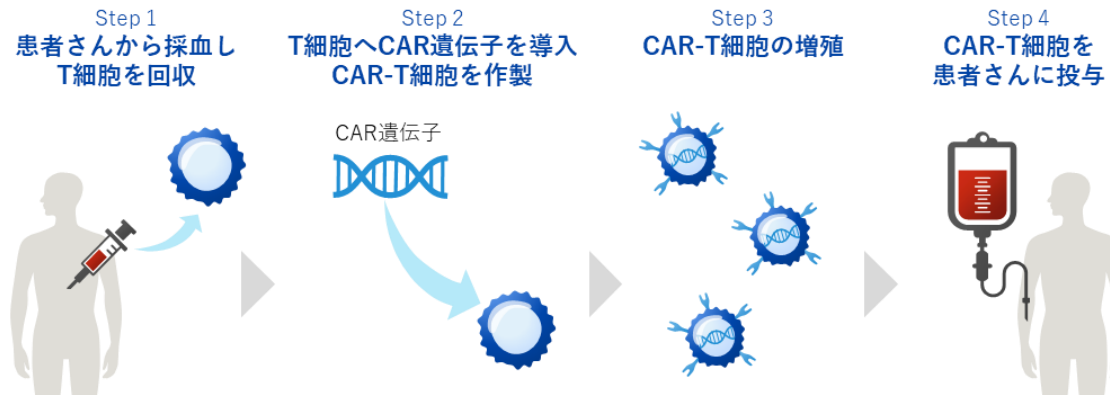 Step 1
患者さんから採血し
T細胞を回収
Step 2
T細胞へCAR遺伝子を導入
CAR-T細胞を作製
CAR遺伝子
Step 3
CAR-T細胞の増殖
Step 4
CAR-T細胞を
患者さんに投与